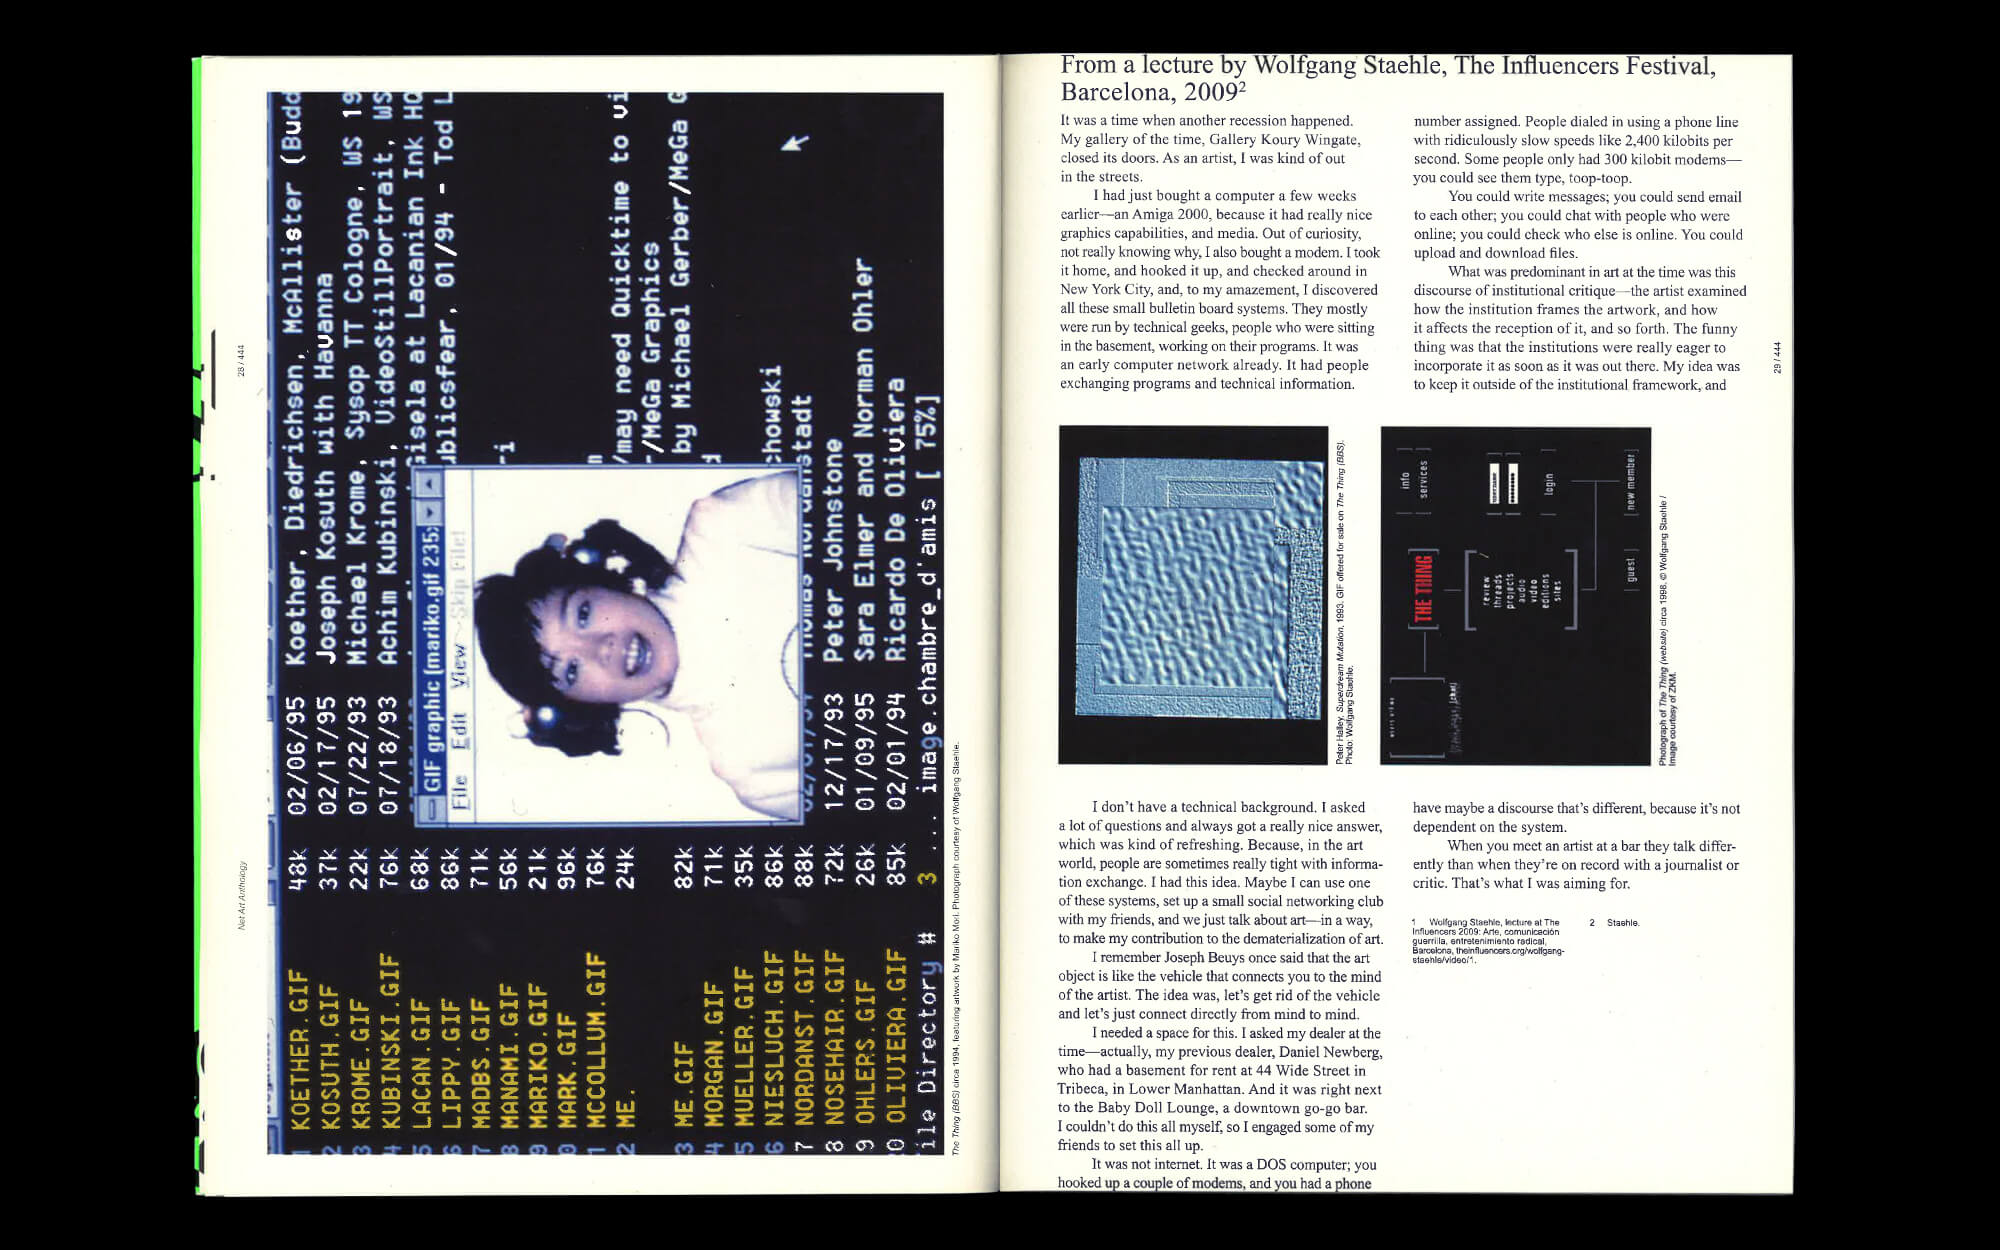 28 / 444
Net Art Anthology
KOETHER.GIF 48k 02/06/95 Koether, Diedrichsen, McAllister (Budd
2 KOSUTH.GIF 37k 02/17/95 Joseph Kosuth with Havanna
3 KROME.GIF 22k 07/22/93 Michael Krome, Sysop TT Cologne, WS 19
4 KUBINSKI.GIF 76k 07/18/93 Achim Kubinski, VideoStillPortrait, WS
5 LACAN.GIF 68k isela at Lacanian Ink HQ
6 LIPPY.GIF 86k ublicsfear, 01/94 - Tod L
7 MADBS.GIF 71k
8 MANAMI.GIF 56k -i
9 MARIKO.GIF 21k
0 MARK.GIF 96k
1 MCCOLLUM.GIF 76k n
2 ME. 24k /may need Quicktime to vi
-/MeGa Graphics
3 ME.GIF 82k by Michael Gerber/MeGa G
4 MORGAN.GIF 71k d
5 MUELLER.GIF 35k
6 NIESLUCH.GIF 86k chowski
7 NORDANST.GIF 88k stadt
8 NOSEHAIR.GIF 72k 12/17/93 Peter Johnstone
9 OHLERS.GIF 26k 01/09/95 Sara Elmer and Norman Ohler
0 OLIVIERA.GIF 85k 02/01/94 Ricardo De Oliviera
ile Directory # 3 ... image.chambre_d'amis [ 75%]
GIF graphic (mariko.gif 235
File Edit View Skip File!
The Thing (BBS) circa 1994, featuring artwork by Mariko Mori. Photograph courtesy of Wolfgang Staehle.
From a lecture by Wolfgang Staehle, The Influencers Festival,
Barcelona, 2009²
It was a time when another recession happened.
My gallery of the time, Gallery Koury Wingate,
closed its doors. As an artist, I was kind of out
in the streets.
I had just bought a computer a few weeks
earlier—an Amiga 2000, because it had really nice
graphics capabilities, and media. Out of curiosity,
not really knowing why, I also bought a modem. I took
it home, and hooked it up, and checked around in
New York City, and, to my amazement, I discovered
all these small bulletin board systems. They mostly
were run by technical geeks, people who were sitting
in the basement, working on their programs. It was
an early computer network already. It had people
exchanging programs and technical information.
number assigned. People dialed in using a phone line
with ridiculously slow speeds like 2,400 kilobits per
second. Some people only had 300 kilobit modems—
you could see them type, toop-toop.
You could write messages; you could send email
to each other; you could chat with people who were
online; you could check who else is online. You could
upload and download files.
What was predominant in art at the time was this
discourse of institutional critique—the artist examined
how the institution frames the artwork, and how
it affects the reception of it, and so forth. The funny
thing was that the institutions were really eager to
incorporate it as soon as it was out there. My idea was
to keep it outside of the institutional framework, and
29 / 444
Peter Halley, Superdream Mutation, 1993. GIF offered for sale on The Thing (BBS).
Photo: Wolfgang Staehle.
THE THING
info
services
username
login
review
threads
projects
audio
video
editions
sites
guest
new member
Photograph of The Thing (website) circa 1998. © Wolfgang Staehle /
Image courtesy of ZKM.
I don't have a technical background. I asked
a lot of questions and always got a really nice answer,
which was kind of refreshing. Because, in the art
world, people are sometimes really tight with informa-
tion exchange. I had this idea. Maybe I can use one
of these systems, set up a small social networking club
with my friends, and we just talk about art—in a way,
to make my contribution to the dematerialization of art.
I remember Joseph Beuys once said that the art
object is like the vehicle that connects you to the mind
of the artist. The idea was, let's get rid of the vehicle
and let's just connect directly from mind to mind.
I needed a space for this. I asked my dealer at the
time—actually, my previous dealer, Daniel Newberg,
who had a basement for rent at 44 Wide Street in
Tribeca, in Lower Manhattan. And it was right next
to the Baby Doll Lounge, a downtown go-go bar.
I couldn't do this all myself, so I engaged some of my
friends to set this all up.
It was not internet. It was a DOS computer; you
hooked up a couple of modems, and you had a phone
have maybe a discourse that's different, because it's not
dependent on the system.
When you meet an artist at a bar they talk differ-
ently than when they're on record with a journalist or
critic. That's what I was aiming for.
1 Wolfgang Staehle, lecture at The
Influencers 2009: Arte, comunicación
guerrilla, entretenimiento radical,
Barcelona, theinfluencers.org/wolfgang-
staehle/video/1.
2 Staehle.